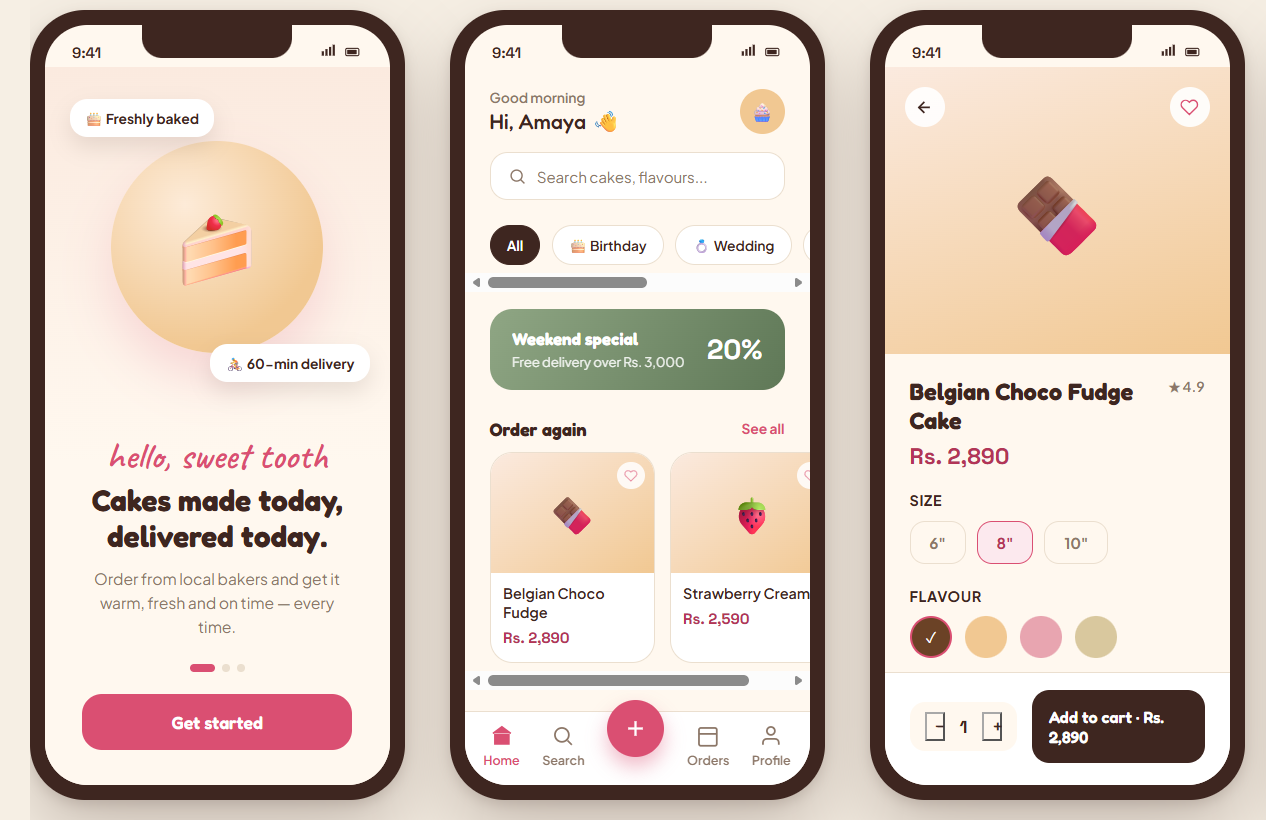 9:41
Freshly baked
60-min delivery
hello, sweet tooth
Cakes made today,
delivered today.
Order from local bakers and get it
warm, fresh and on time — every
time.
Get started
9:41
Good morning
Hi, Amaya 👋
Search cakes, flavours...
All
Birthday
Wedding
Weekend special
Free delivery over Rs. 3,000
20%
Order again
See all
Belgian Choco
Fudge
Rs. 2,890
Strawberry Cream
Rs. 2,590
+
Home
Search
Orders
Profile
9:41
Belgian Choco Fudge
Cake
★ 4.9
Rs. 2,890
SIZE
6"
8"
10"
FLAVOUR
✓
− 1 +
Add to cart · Rs.
2,890